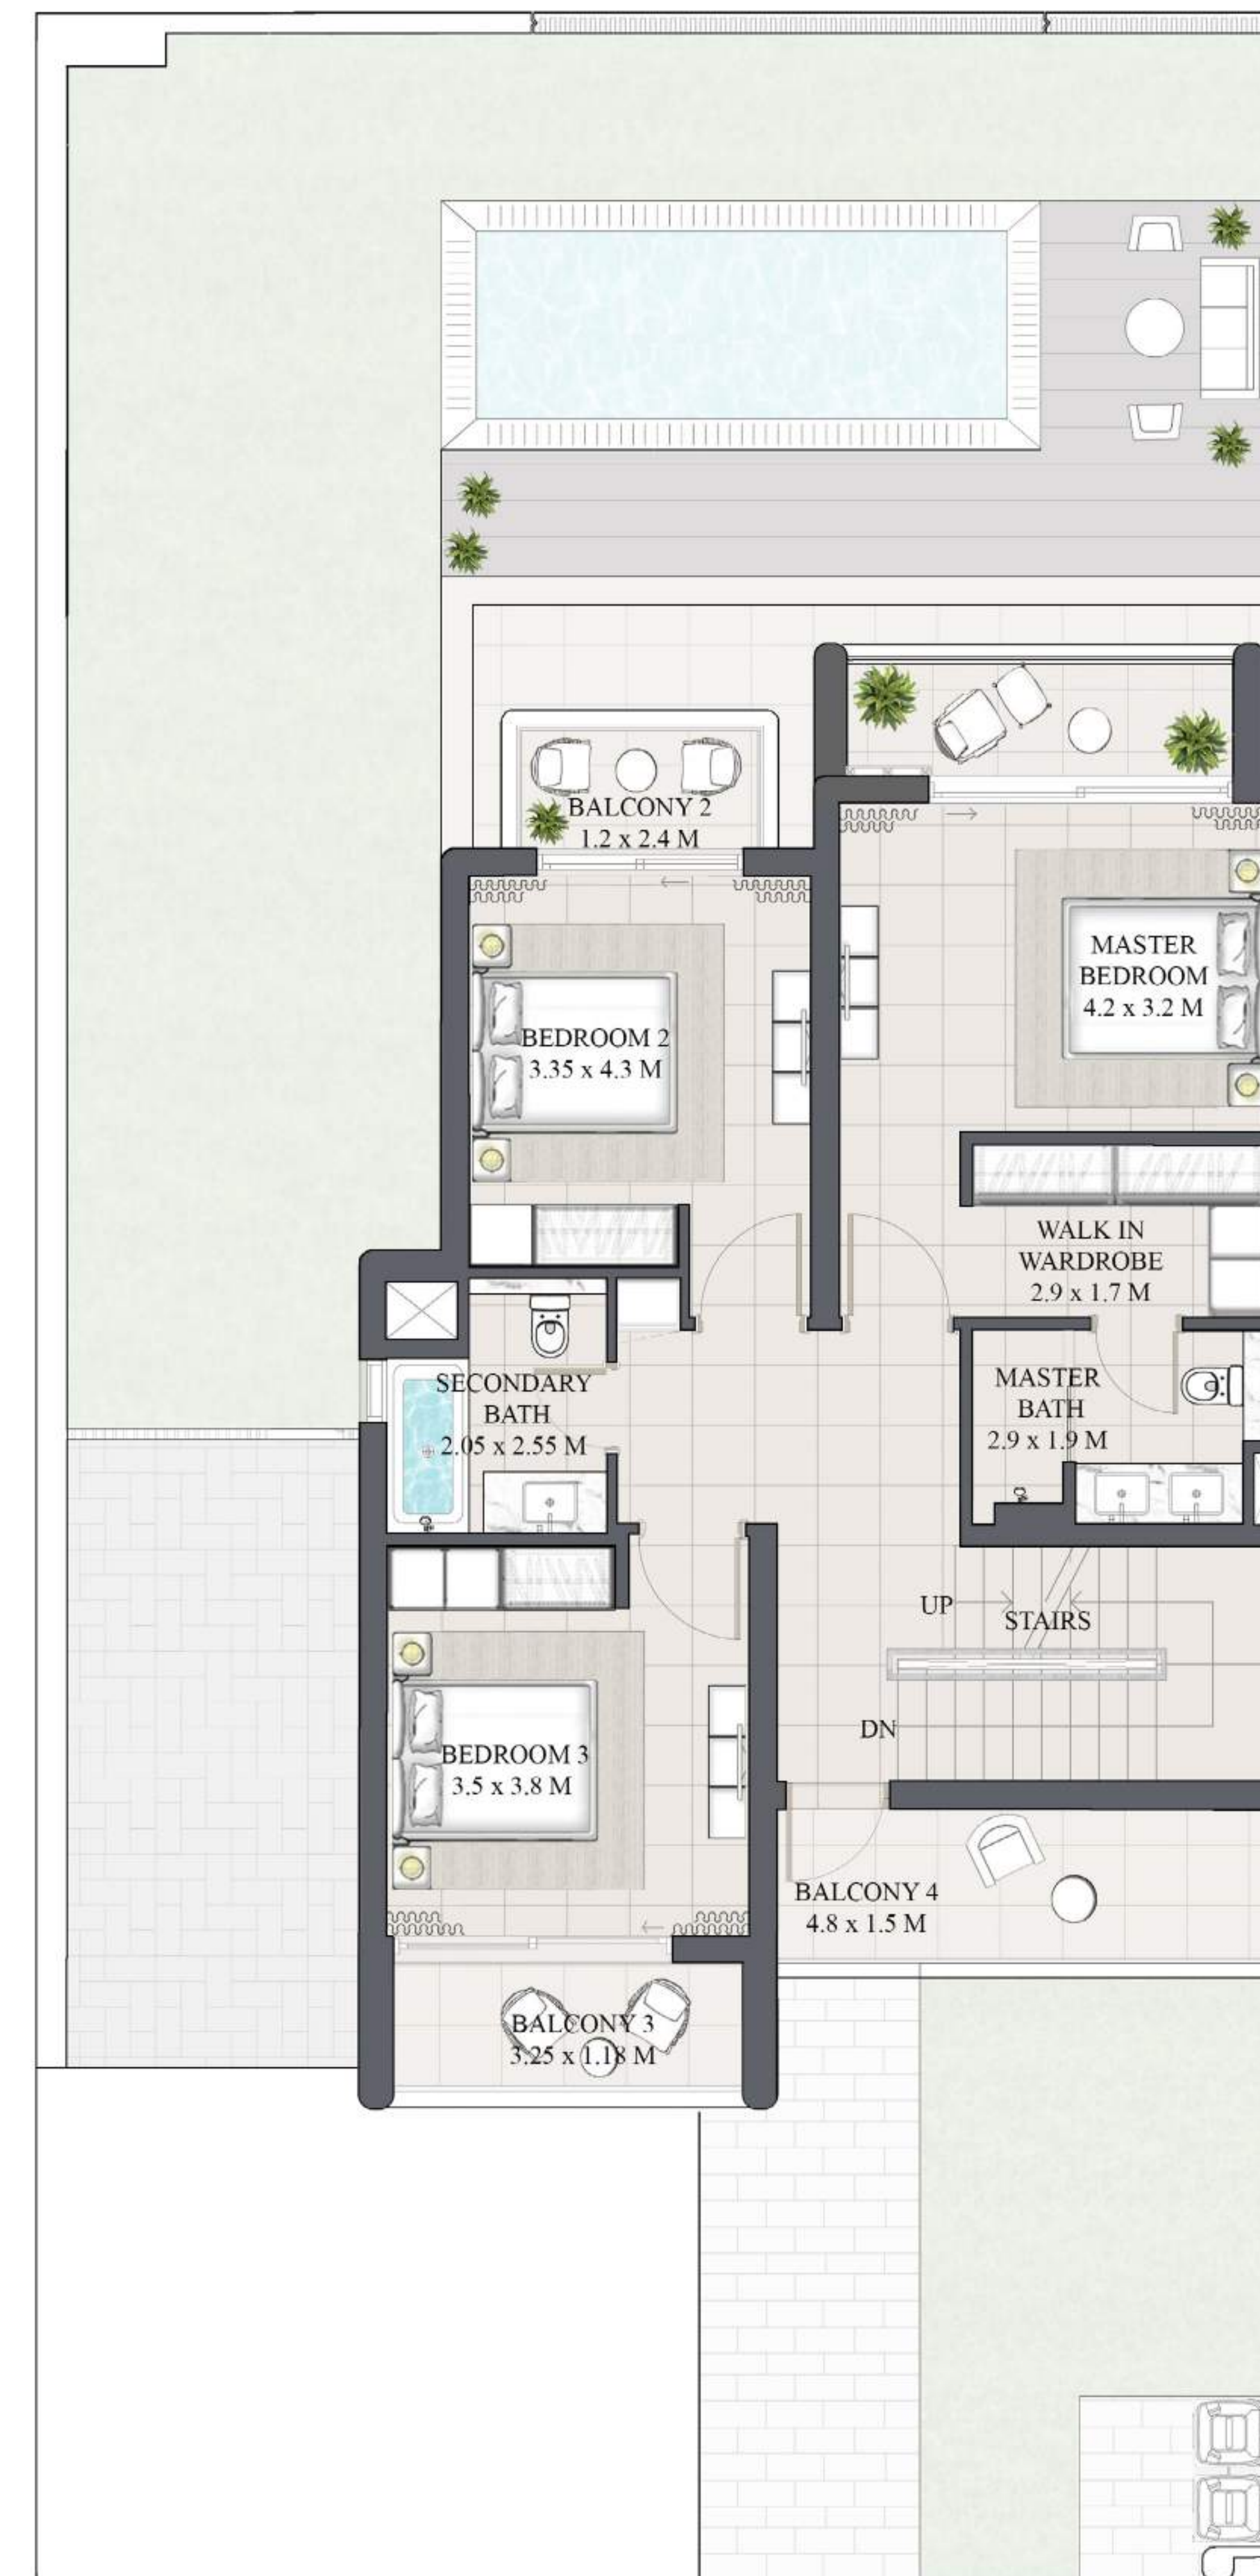 BALCONY 2
1.2 x 2.4 M
MASTER
BEDROOM
4.2 x 3.2 M
BEDROOM 2
3.35 x 4.3 M
WALK IN
WARDROBE
2.9 x 1.7 M
SECONDARY
BATH
2.05 x 2.55 M
MASTER
BATH
2.9 x 1.9 M
UP
STAIRS
DN
BEDROOM 3
3.5 x 3.8 M
BALCONY 4
4.8 x 1.5 M
BALCONY 3
3.25 x 1.18 M